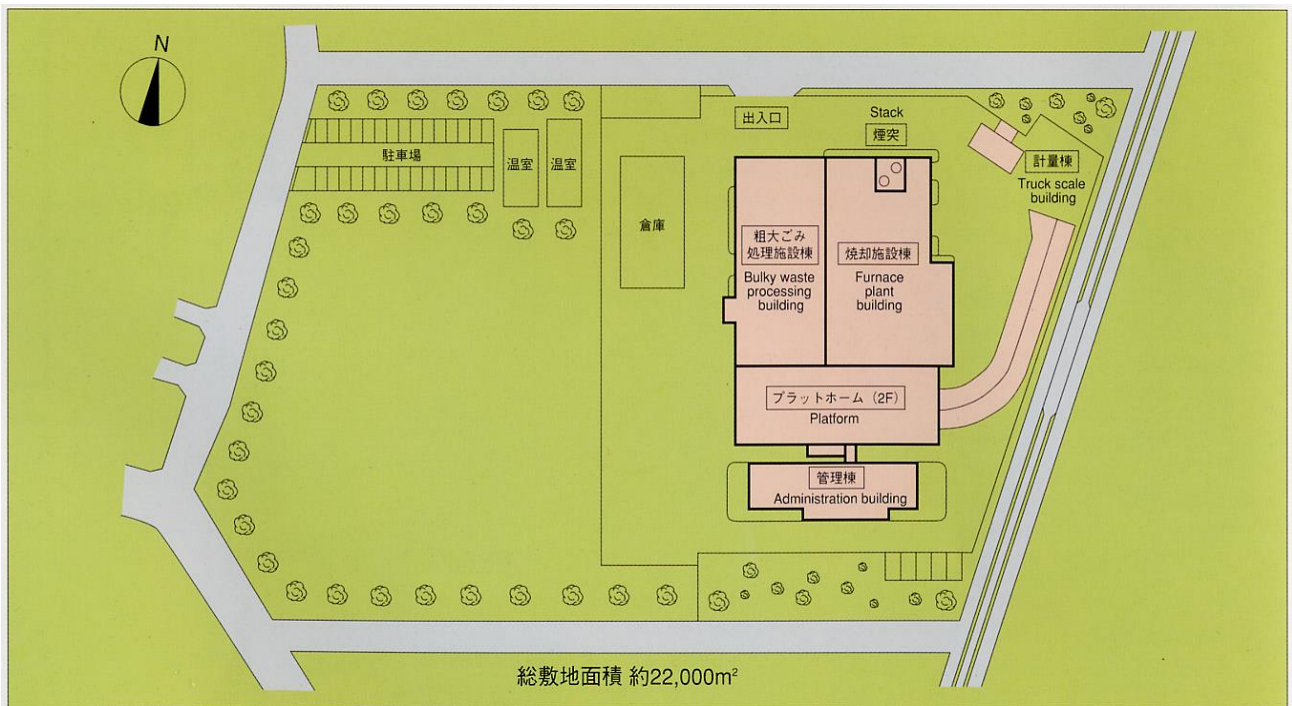 N
出入口
Stack
煙突
駐車場
温室
温室
計量棟
Truck scale
building
倉庫
粗大ごみ
処理施設棟
Bulky waste
processing
building
焼却施設棟
Furnace
plant
building
プラットホーム（2F）
Platform
管理棟
Administration building
総敷地面積 約22,000m²